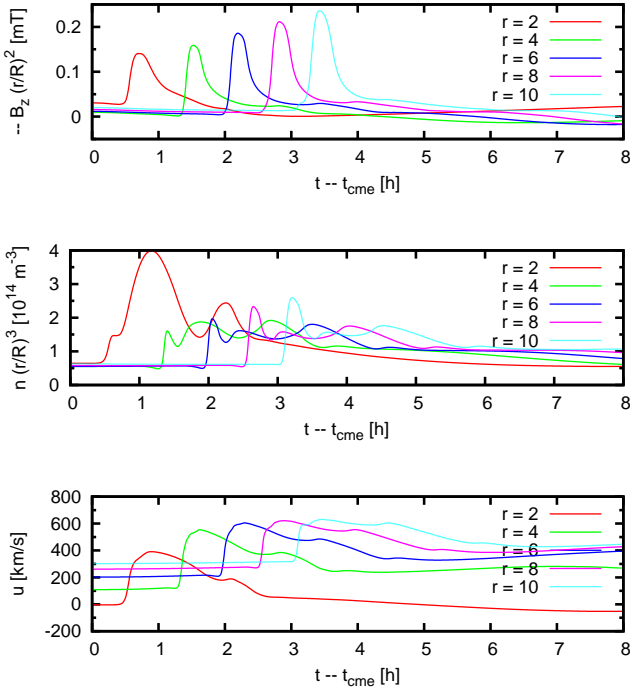 -- B_z (r/R)^2 [mT]
0.2
0.1
0
r = 2
r = 4
r = 6
r = 8
r = 10
0 1 2 3 4 5 6 7 8
t -- t_cme [h]
n (r/R)^3 [10^14 m^-3]
4
3
2
1
0
r = 2
r = 4
r = 6
r = 8
r = 10
0 1 2 3 4 5 6 7 8
t -- t_cme [h]
u [km/s]
800
600
400
200
0
-200
r = 2
r = 4
r = 6
r = 8
r = 10
0 1 2 3 4 5 6 7 8
t -- t_cme [h]